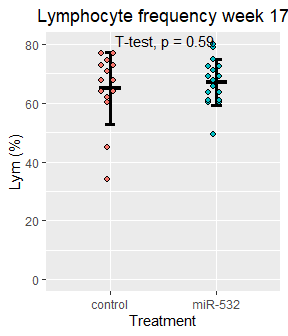 Lymphocyte frequency week 17
T-test, p = 0.59
80
60
40
20
0
Lym (%)
control miR-532
Treatment